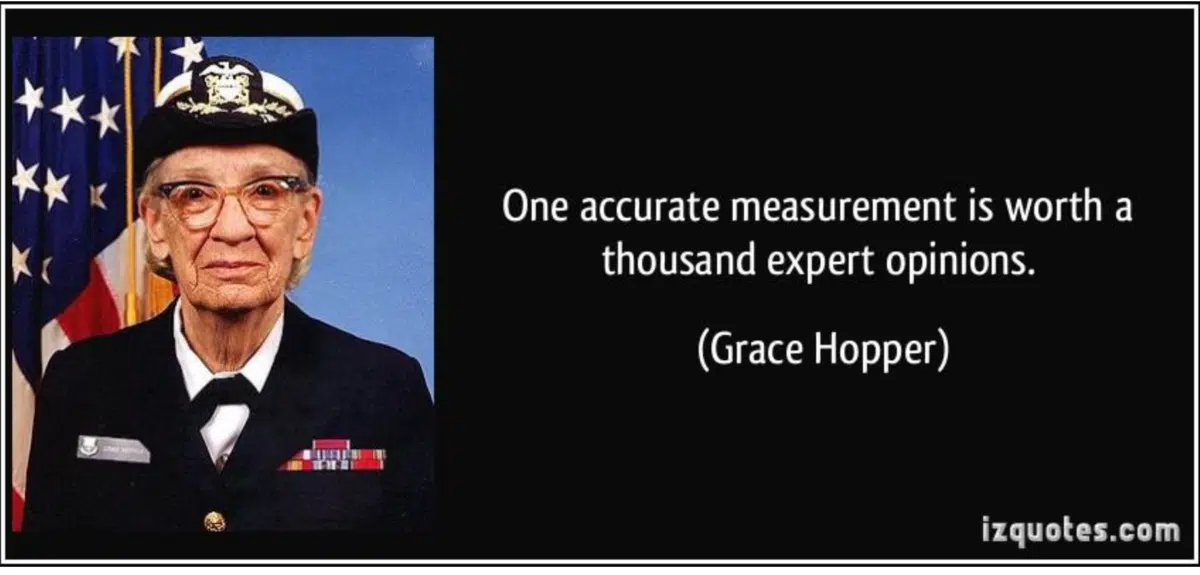 One accurate measurement is worth a
thousand expert opinions.
(Grace Hopper)
izquotes.com